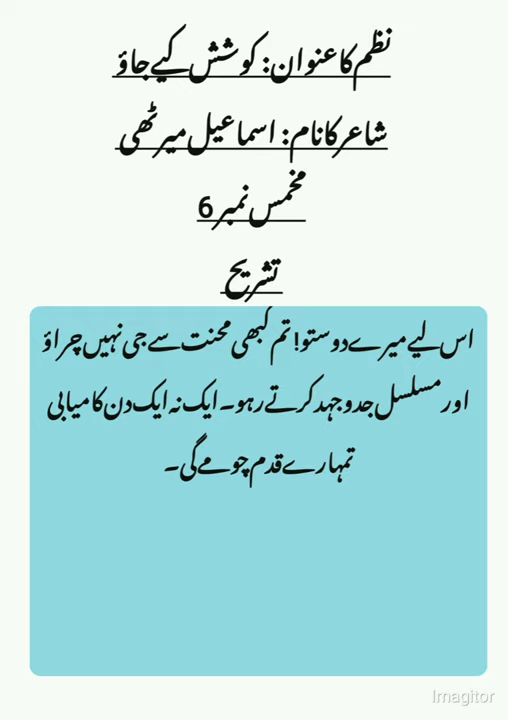 نظم کا عنوان: کوشش کیے جاؤ
شاعر کا نام: اسماعیل میرٹھی
مخمس نمبر 6
تشریح
اس لیے میرے دوستو! تم کبھی محنت سے جی نہیں چراؤ
اور مسلسل جدوجہد کرتے رہو۔ ایک نہ ایک دن کامیابی
تمہارے قدم چومے گی۔
Imagitor